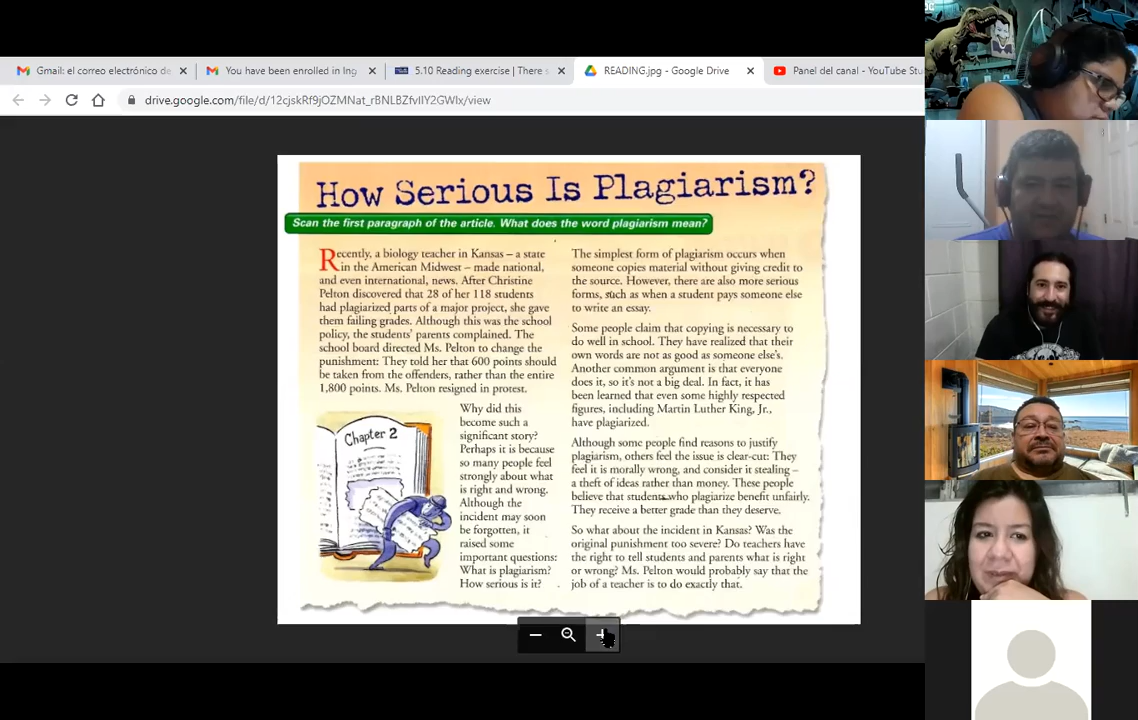 Gmail: el correo electrónico de
You have been enrolled in Ing
5.10 Reading exercise | There s
READING.jpg - Google Drive
Panel del canal - YouTube Stu
drive.google.com/file/d/12cjskRf9jOZMNat_rBNLBZfvIIY2GWIx/view
How Serious Is Plagiarism?
Scan the first paragraph of the article. What does the word plagiarism mean?
Recently, a biology teacher in Kansas – a state
in the American Midwest – made national,
and even international, news. After Christine
Pelton discovered that 28 of her 118 students
had plagiarized parts of a major project, she gave
them failing grades. Although this was the school
policy, the students' parents complained. The
school board directed Ms. Pelton to change the
punishment: They told her that 600 points should
be taken from the offenders, rather than the entire
1,800 points. Ms. Pelton resigned in protest.
Chapter 2
Why did this
become such a
significant story?
Perhaps it is because
so many people feel
strongly about what
is right and wrong.
Although the
incident may soon
be forgotten, it
raised some
important questions:
What is plagiarism?
How serious is it?
The simplest form of plagiarism occurs when
someone copies material without giving credit to
the source. However, there are also more serious
forms, such as when a student pays someone else
to write an essay.
Some people claim that copying is necessary to
do well in school. They have realized that their
own words are not as good as someone else's.
Another common argument is that everyone
does it, so it's not a big deal. In fact, it has
been learned that even some highly respected
figures, including Martin Luther King, Jr.,
have plagiarized.
Although some people find reasons to justify
plagiarism, others feel the issue is clear-cut: They
feel it is morally wrong, and consider it stealing –
a theft of ideas rather than money. These people
believe that students who plagiarize benefit unfairly.
They receive a better grade than they deserve.
So what about the incident in Kansas? Was the
original punishment too severe? Do teachers have
the right to tell students and parents what is right
or wrong? Ms. Pelton would probably say that the
job of a teacher is to do exactly that.